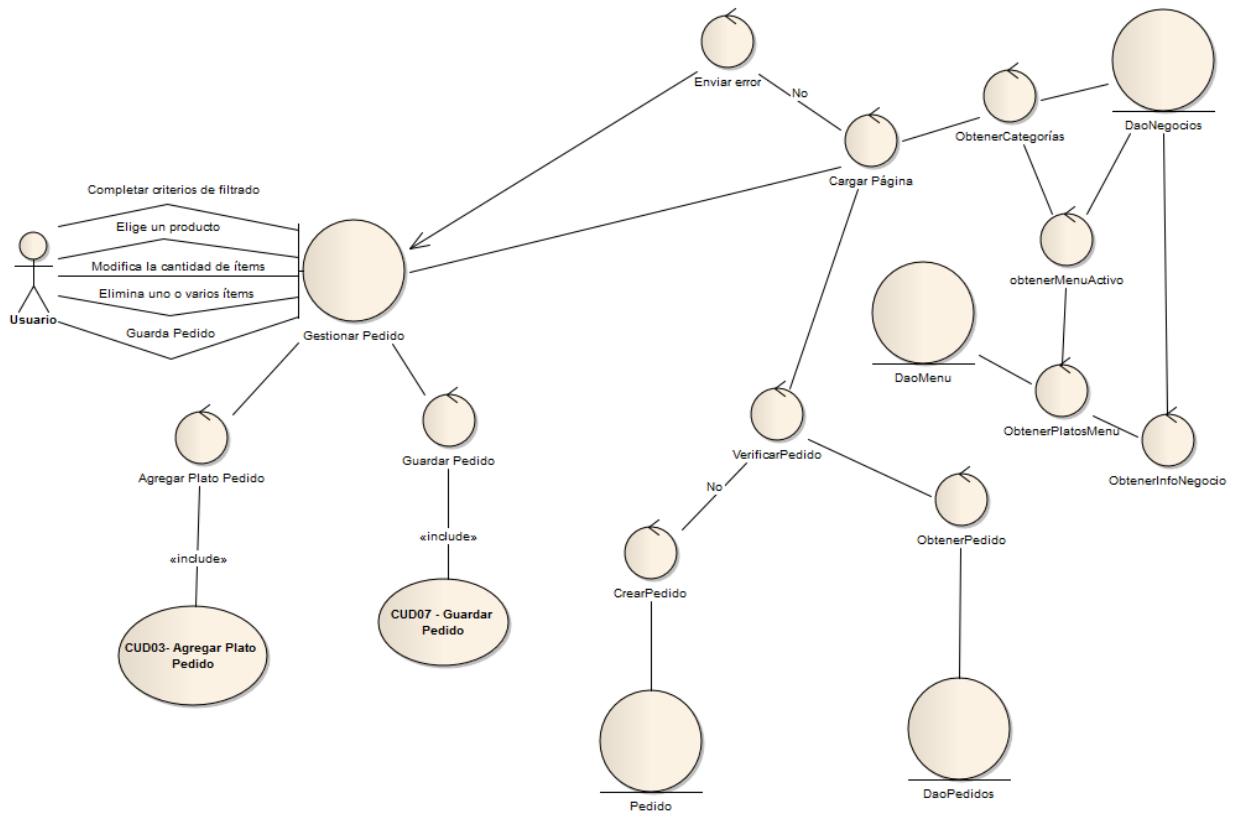 Enviar error
No
ObtenerCategorías
DaoNegocios
Cargar Página
Completar criterios de filtrado
Elige un producto
Modifica la cantidad de ítems
Elimina uno o varios ítems
Usuario
Guarda Pedido
Gestionar Pedido
obtenerMenuActivo
DaoMenu
ObtenerPlatosMenu
VerificarPedido
Guardar Pedido
Agregar Plato Pedido
ObtenerInfoNegocio
No
«include»
ObtenerPedido
«include»
CrearPedido
CUD07 - Guardar
Pedido
CUD03- Agregar Plato
Pedido
Pedido
DaoPedidos